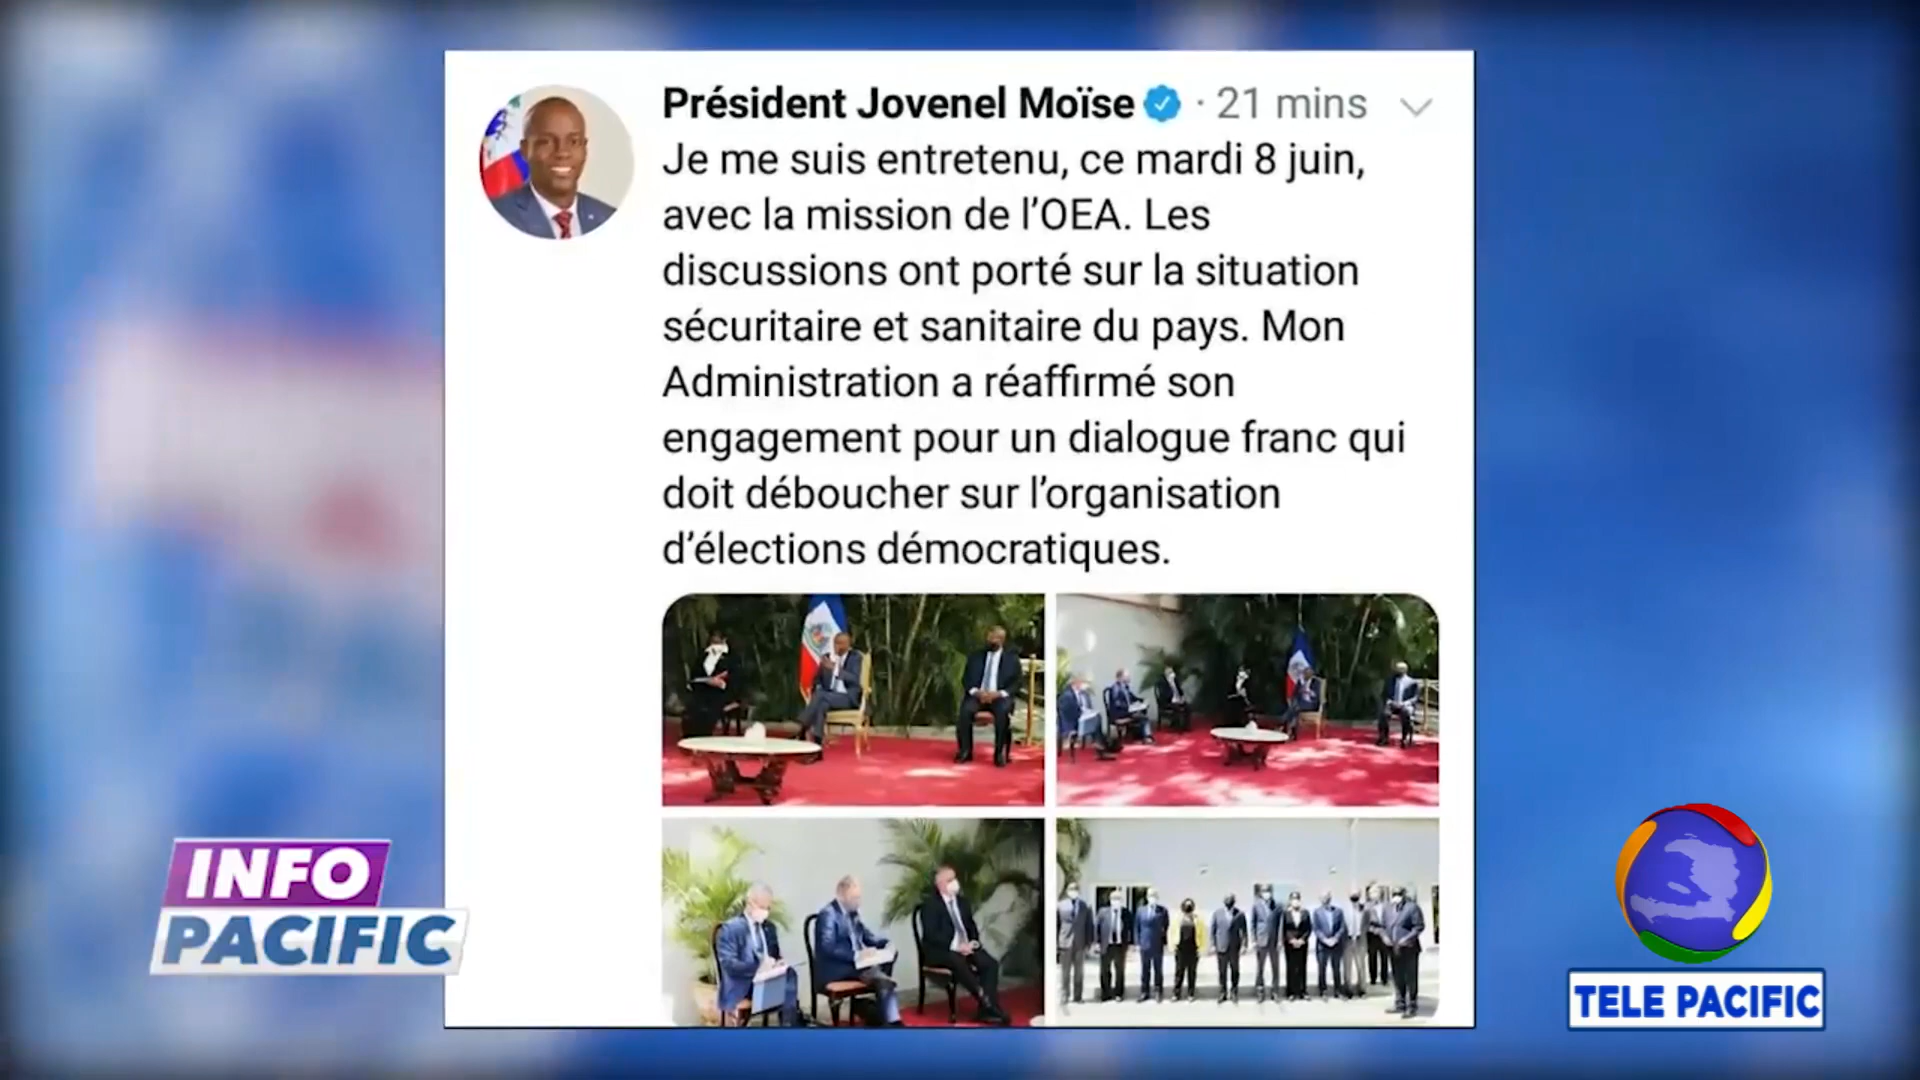 Président Jovenel Moïse · 21 mins
Je me suis entretenu, ce mardi 8 juin,
avec la mission de l’OEA. Les
discussions ont porté sur la situation
sécuritaire et sanitaire du pays. Mon
Administration a réaffirmé son
engagement pour un dialogue franc qui
doit déboucher sur l’organisation
d’élections démocratiques.
INFO
PACIFIC
TELE PACIFIC